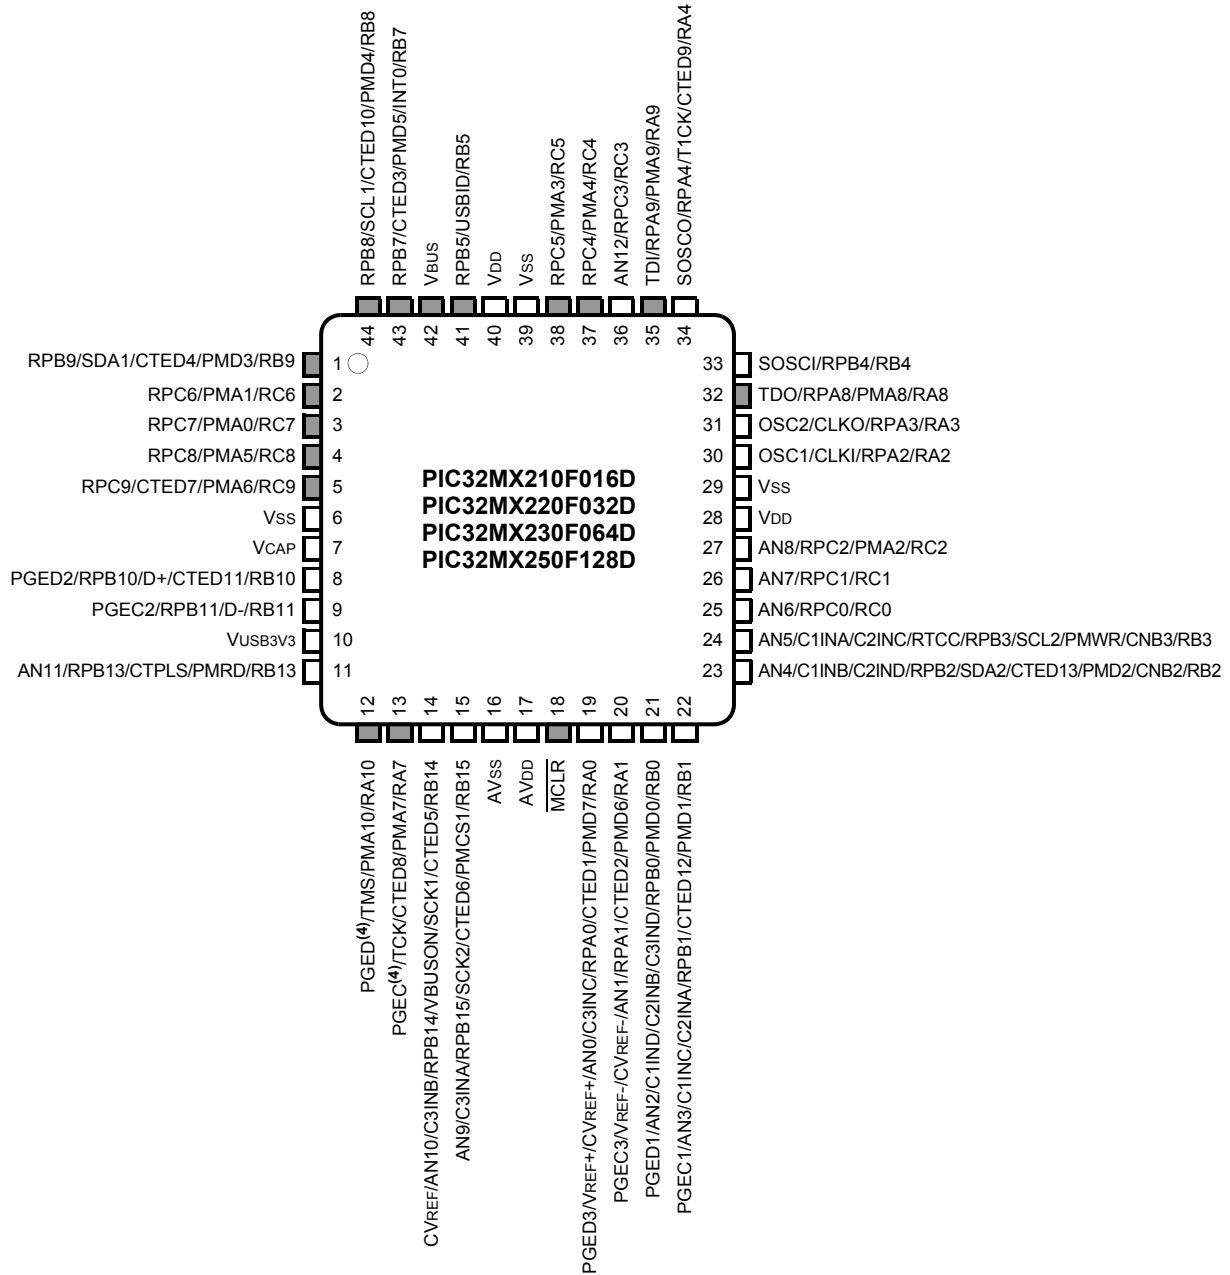 RPB8/SCL1/CTED10/PMD4/RB8
RPB7/CTED3/PMD5/INT0/RB7
VBUS
RPB5/USBID/RB5
VDD
VSS
RPC5/PMA3/RC5
RPC4/PMA4/RC4
AN12/RPC3/RC3
TDI/RPA9/PMA9/RA9
SOSCO/RPA4/T1CK/CTED9/RA4
44 43 42 41 40 39 38 37 36 35 34
RPB9/SDA1/CTED4/PMD3/RB9 1
RPC6/PMA1/RC6 2
RPC7/PMA0/RC7 3
RPC8/PMA5/RC8 4
RPC9/CTED7/PMA6/RC9 5
VSS 6
VCAP 7
PGED2/RPB10/D+/CTED11/RB10 8
PGEC2/RPB11/D-/RB11 9
VUSB3V3 10
AN11/RPB13/CTPLS/PMRD/RB13 11
PIC32MX210F016D
PIC32MX220F032D
PIC32MX230F064D
PIC32MX250F128D
33 SOSCI/RPB4/RB4
32 TDO/RPA8/PMA8/RA8
31 OSC2/CLKO/RPA3/RA3
30 OSC1/CLKI/RPA2/RA2
29 VSS
28 VDD
27 AN8/RPC2/PMA2/RC2
26 AN7/RPC1/RC1
25 AN6/RPC0/RC0
24 AN5/C1INA/C2INC/RTCC/RPB3/SCL2/PMWR/CNB3/RB3
23 AN4/C1INB/C2IND/RPB2/SDA2/CTED13/PMD2/CNB2/RB2
12 13 14 15 16 17 18 19 20 21 22
PGED(4)/TMS/PMA10/RA10
PGEC(4)/TCK/CTED8/PMA7/RA7
CVREF/AN10/C3INB/RPB14/VBUSON/SCK1/CTED5/RB14
AN9/C3INA/RPB15/SCK2/CTED6/PMCS1/RB15
AVSS
AVDD
MCLR
PGED3/VREF+/CVREF+/AN0/C3INC/RPA0/CTED1/PMD7/RA0
PGEC3/VREF-/CVREF-/AN1/RPA1/CTED2/PMD6/RA1
PGED1/AN2/C1IND/C2INB/C3IND/RPB0/PMD0/RB0
PGEC1/AN3/C1INC/C2INA/RPB1/CTED12/PMD1/RB1